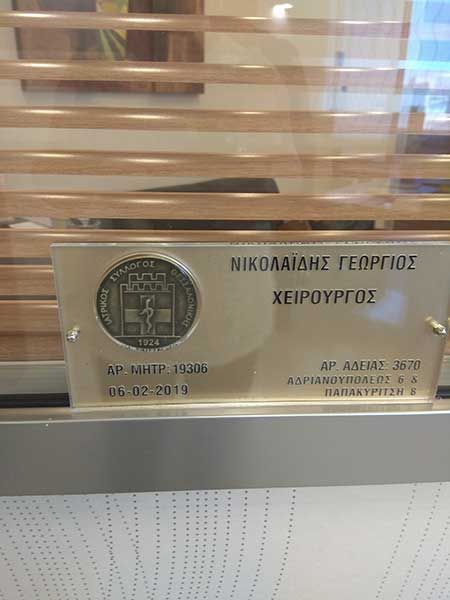 ΝΙΚΟΛΑΪΔΗΣ ΓΕΩΡΓΙΟΣ
ΧΕΙΡΟΥΡΓΟΣ
ΙΑΤΡΙΚΟΣ ΣΥΛΛΟΓΟΣ ΘΕΣΣΑΛΟΝΙΚΗΣ
1924
ΑΡ. ΜΗΤΡ: 19306
06-02-2019
ΑΡ. ΑΔΕΙΑΣ: 3670
ΑΔΡΙΑΝΟΥΠΟΛΕΩΣ 6 &
ΠΑΠΑΚΥΡΙΤΣΗ 8